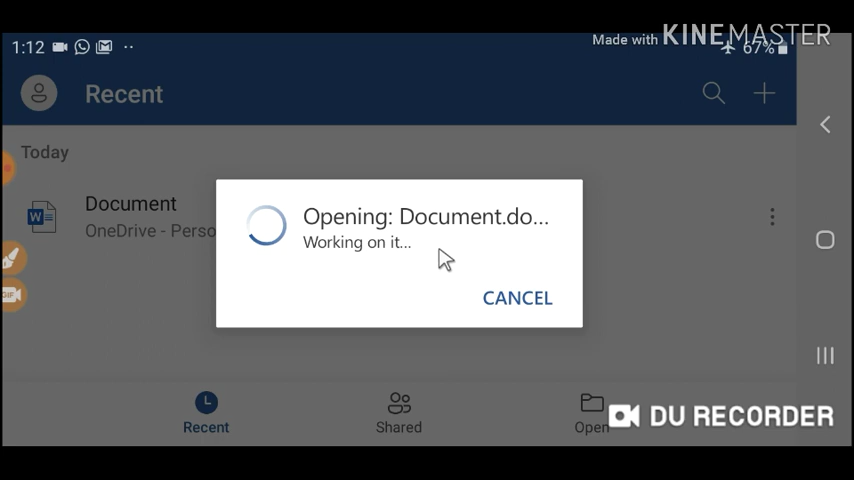 Made with KINEMASTER
1:12 67%
Recent
Today
Document
OneDrive - Perso
Opening: Document.do...
Working on it...
CANCEL
GIF
Recent Shared Open
DU RECORDER